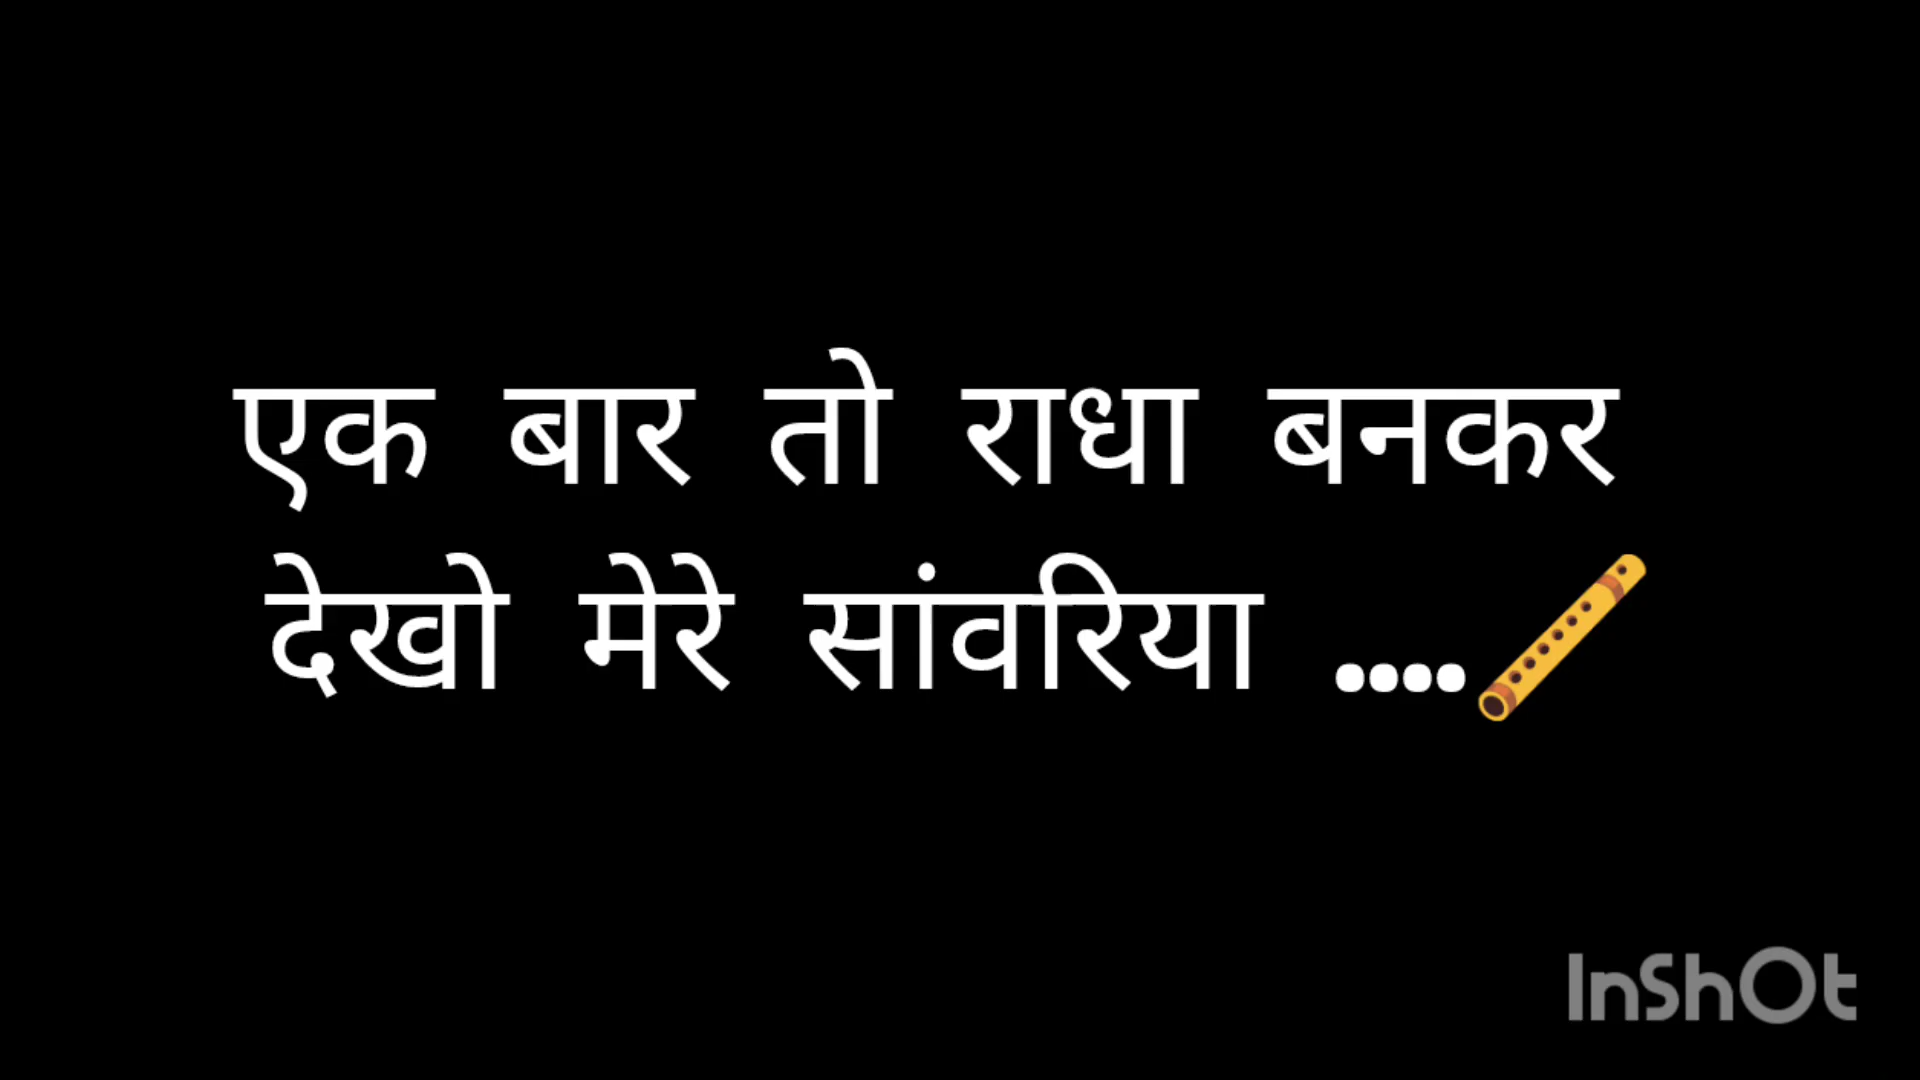 एक बार तो राधा बनकर
देखो मेरे सांवरिया ....🪈
InShOt